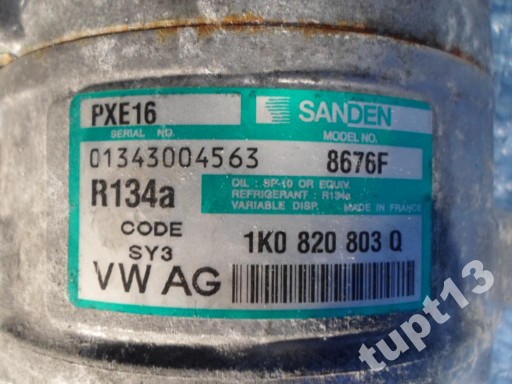 PXE16
SANDEN
SERIAL NO.
MODEL NO.
01343004563
8676F
R134a
OIL : SP-10 OR EQUIV.
REFRIGERANT : R134a
VARIABLE DISP. MADE IN FRANCE
CODE
SY3
1K0 820 803 Q
VW AG
tupt13